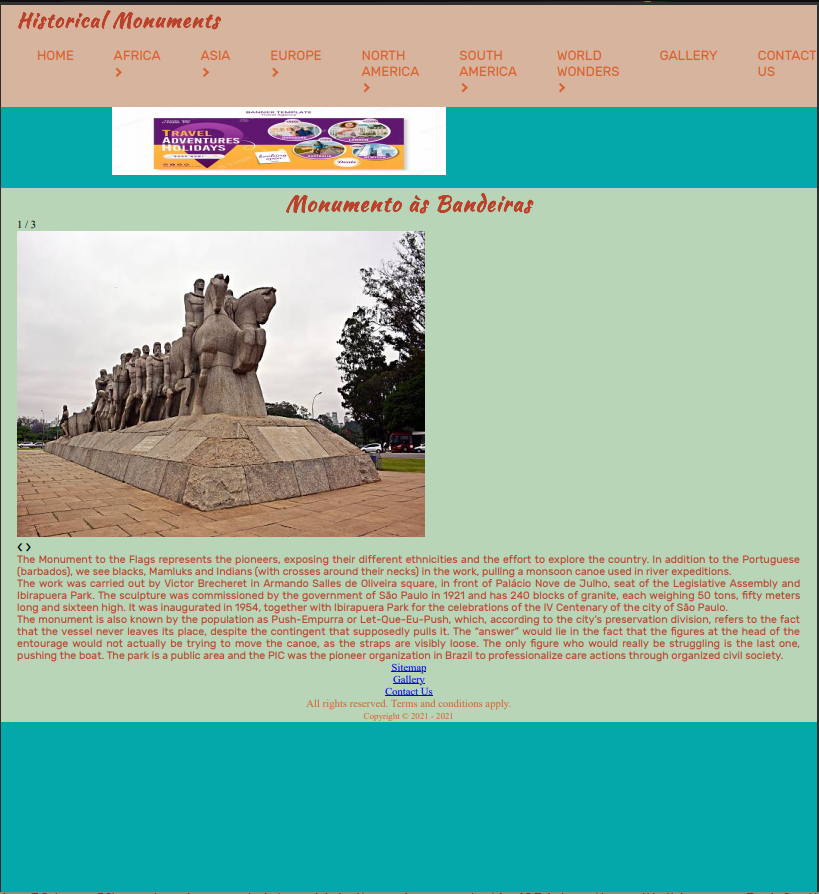 Historical Monuments
HOME AFRICA ASIA EUROPE NORTH AMERICA SOUTH AMERICA WORLD WONDERS GALLERY CONTACT US
BANNER TEMPLATE
TRAVEL
ADVENTURES
HOLIDAYS
Monumento às Bandeiras
1 / 3
❮ ❯
The Monument to the Flags represents the pioneers, exposing their different ethnicities and the effort to explore the country. In addition to the Portuguese
(barbados), we see blacks, Mamluks and Indians (with crosses around their necks) in the work, pulling a monsoon canoe used in river expeditions.
The work was carried out by Victor Brecheret in Armando Salles de Oliveira square, in front of Palácio Nove de Julho, seat of the Legislative Assembly and
Ibirapuera Park. The sculpture was commissioned by the government of São Paulo in 1921 and has 240 blocks of granite, each weighing 50 tons, fifty meters
long and sixteen high. It was inaugurated in 1954, together with Ibirapuera Park for the celebrations of the IV Centenary of the city of São Paulo.
The monument is also known by the population as Push-Empurra or Let-Que-Eu-Push, which, according to the city's preservation division, refers to the fact
that the vessel never leaves its place, despite the contingent that supposedly pulls it. The “answer” would lie in the fact that the figures at the head of the
entourage would not actually be trying to move the canoe, as the straps are visibly loose. The only figure who would really be struggling is the last one,
pushing the boat. The park is a public area and the PIC was the pioneer organization in Brazil to professionalize care actions through organized civil society.
Sitemap
Gallery
Contact Us
All rights reserved. Terms and conditions apply.
Copyright © 2021 - 2021